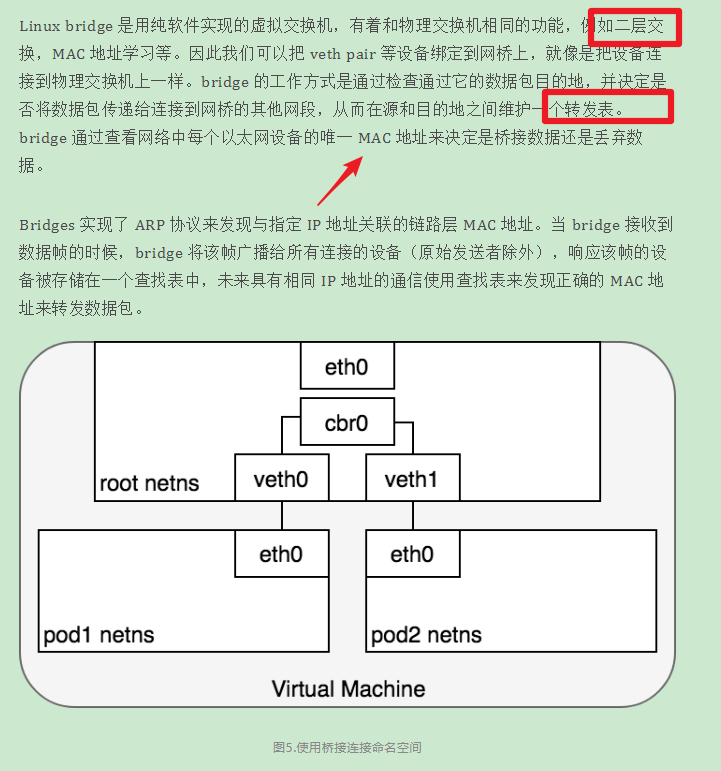 Linux bridge 是用纯软件实现的虚拟交换机，有着和物理交换机相同的功能，例如二层交
换，MAC 地址学习等。因此我们可以把 veth pair 等设备绑定到网桥上，就像是把设备连
接到物理交换机上一样。bridge 的工作方式是通过检查通过它的数据包目的地，并决定是
否将数据包传递给连接到网桥的其他网段，从而在源和目的地之间维护一个转发表。
bridge 通过查看网络中每个以太网设备的唯一 MAC 地址来决定是桥接数据还是丢弃数
据。
Bridges 实现了 ARP 协议来发现与指定 IP 地址关联的链路层 MAC 地址。当 bridge 接收到
数据帧的时候，bridge 将该帧广播给所有连接的设备（原始发送者除外），响应该帧的设
备被存储在一个查找表中，未来具有相同 IP 地址的通信使用查找表来发现正确的 MAC 地
址来转发数据包。
eth0
cbr0
veth0
veth1
root netns
eth0
eth0
pod1 netns
pod2 netns
Virtual Machine
图5.使用桥接连接命名空间